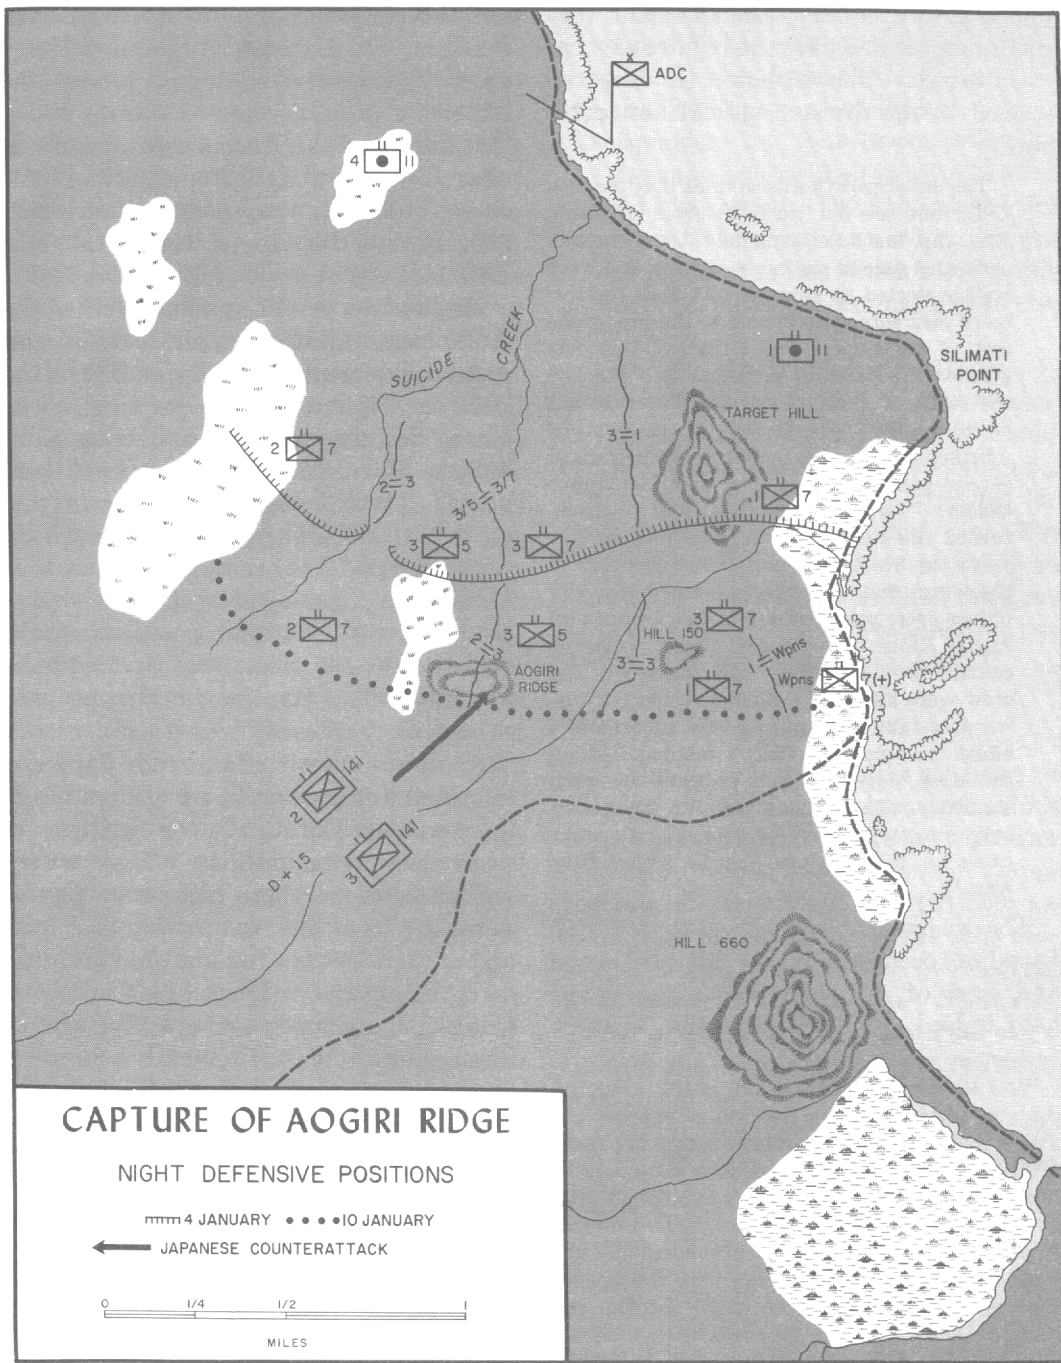 X
ADC
4 11
SUICIDE CREEK
1 11
SILIMATI
POINT
TARGET HILL
3=1
2 7
2=3
3/5=3/7
1 7
3 5
3 7
2 7
3 5
2=3
AOGIRI
RIDGE
3=3
HILL 150
3 7
1=Wpns
1 7
Wpns 7(+)
2 141
3 141
D + 15
HILL 660
CAPTURE OF AOGIRI RIDGE
NIGHT DEFENSIVE POSITIONS
4 JANUARY 10 JANUARY
JAPANESE COUNTERATTACK
0 1/4 1/2 1
MILES